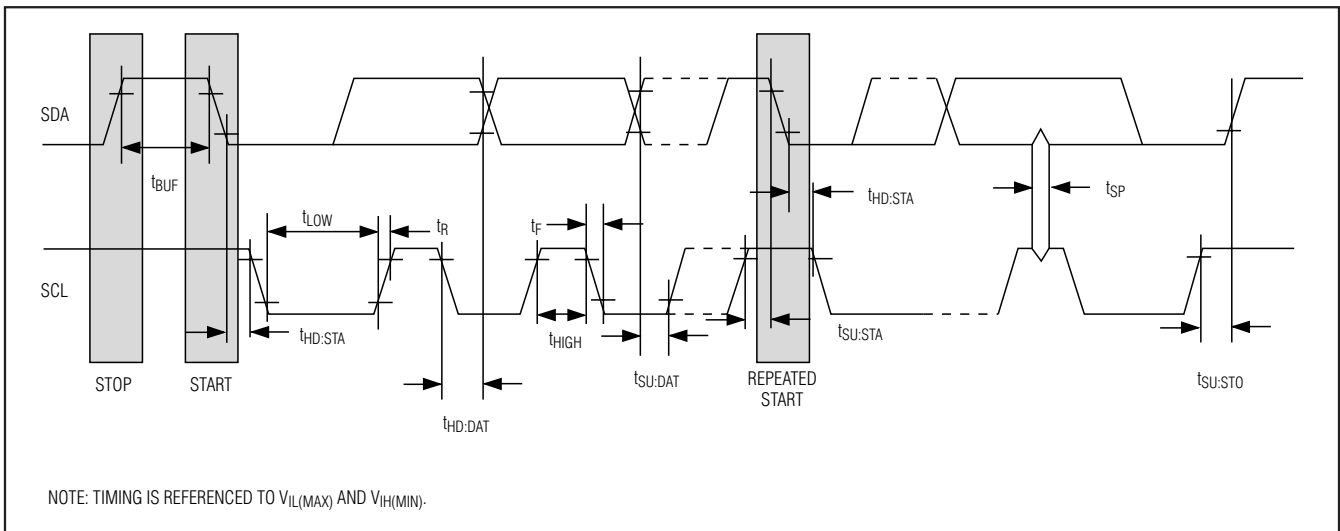 SDA
tBUF
tLOW
tR
tF
tHD:STA
tSP
SCL
tHD:STA
tHIGH
tSU:STA
STOP
START
tSU:DAT
REPEATED
START
tSU:STO
tHD:DAT
NOTE: TIMING IS REFERENCED TO VIL(MAX) AND VIH(MIN).